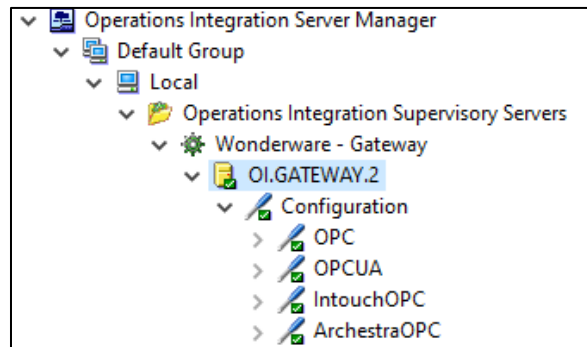 Operations Integration Server Manager
Default Group
Local
Operations Integration Supervisory Servers
Wonderware - Gateway
OI.GATEWAY.2
Configuration
OPC
OPCUA
IntouchOPC
ArchestraOPC